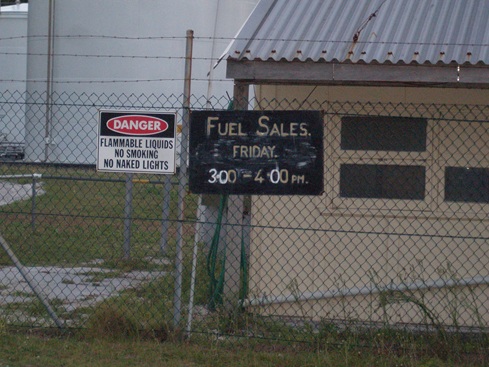 DANGER
FLAMMABLE LIQUIDS
NO SMOKING
NO NAKED LIGHTS
FUEL SALES.
FRIDAY.
3:00 - 4:00 PM.